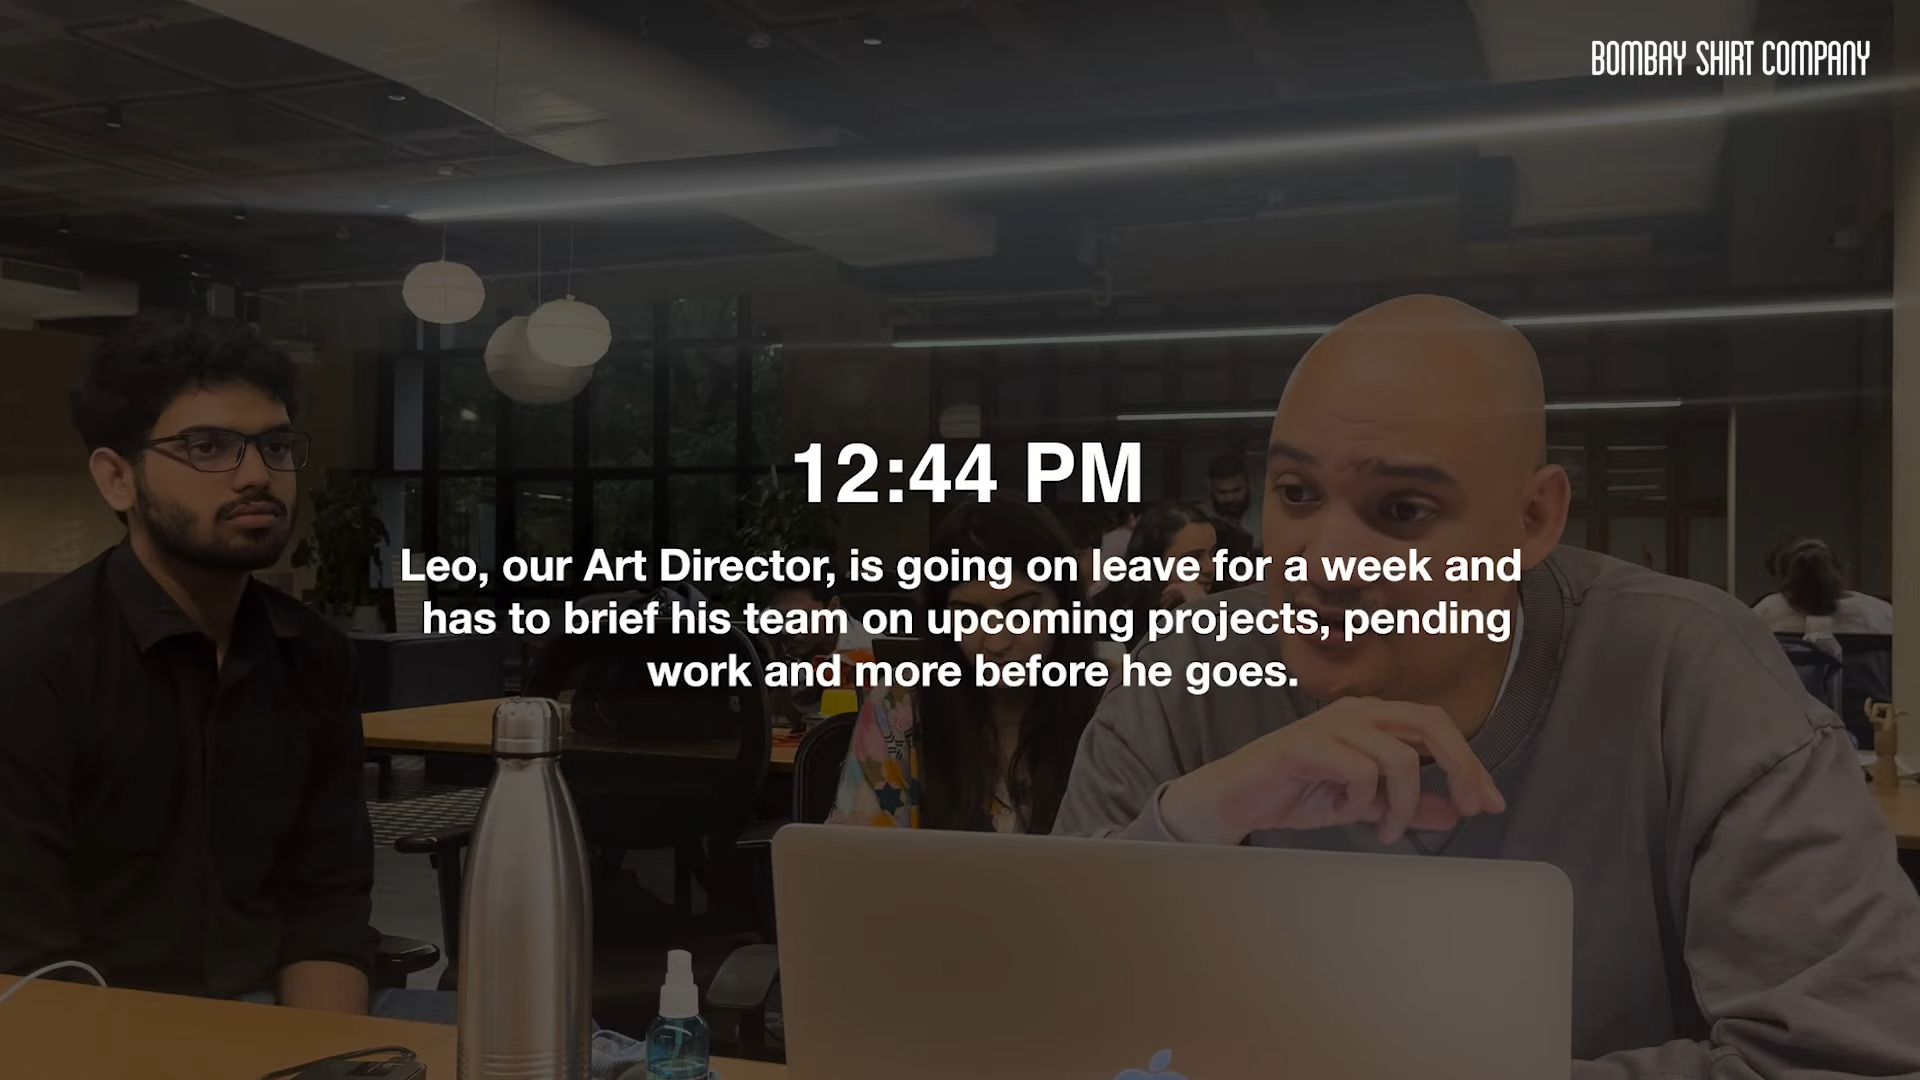 BOMBAY SHIRT COMPANY
12:44 PM
Leo, our Art Director, is going on leave for a week and
has to brief his team on upcoming projects, pending
work and more before he goes.